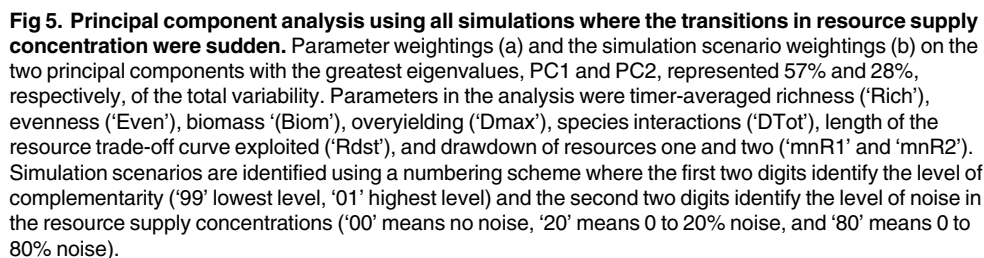 Fig 5. Principal component analysis using all simulations where the transitions in resource supply
concentration were sudden. Parameter weightings (a) and the simulation scenario weightings (b) on the
two principal components with the greatest eigenvalues, PC1 and PC2, represented 57% and 28%,
respectively, of the total variability. Parameters in the analysis were timer-averaged richness (‘Rich’),
evenness (‘Even’), biomass ‘(Biom’), overyielding (‘Dmax’), species interactions (‘DTot’), length of the
resource trade-off curve exploited (‘Rdst’), and drawdown of resources one and two (‘mnR1’ and ‘mnR2’).
Simulation scenarios are identified using a numbering scheme where the first two digits identify the level of
complementarity (‘99’ lowest level, ‘01’ highest level) and the second two digits identify the level of noise in
the resource supply concentrations (‘00’ means no noise, ‘20’ means 0 to 20% noise, and ‘80’ means 0 to
80% noise).